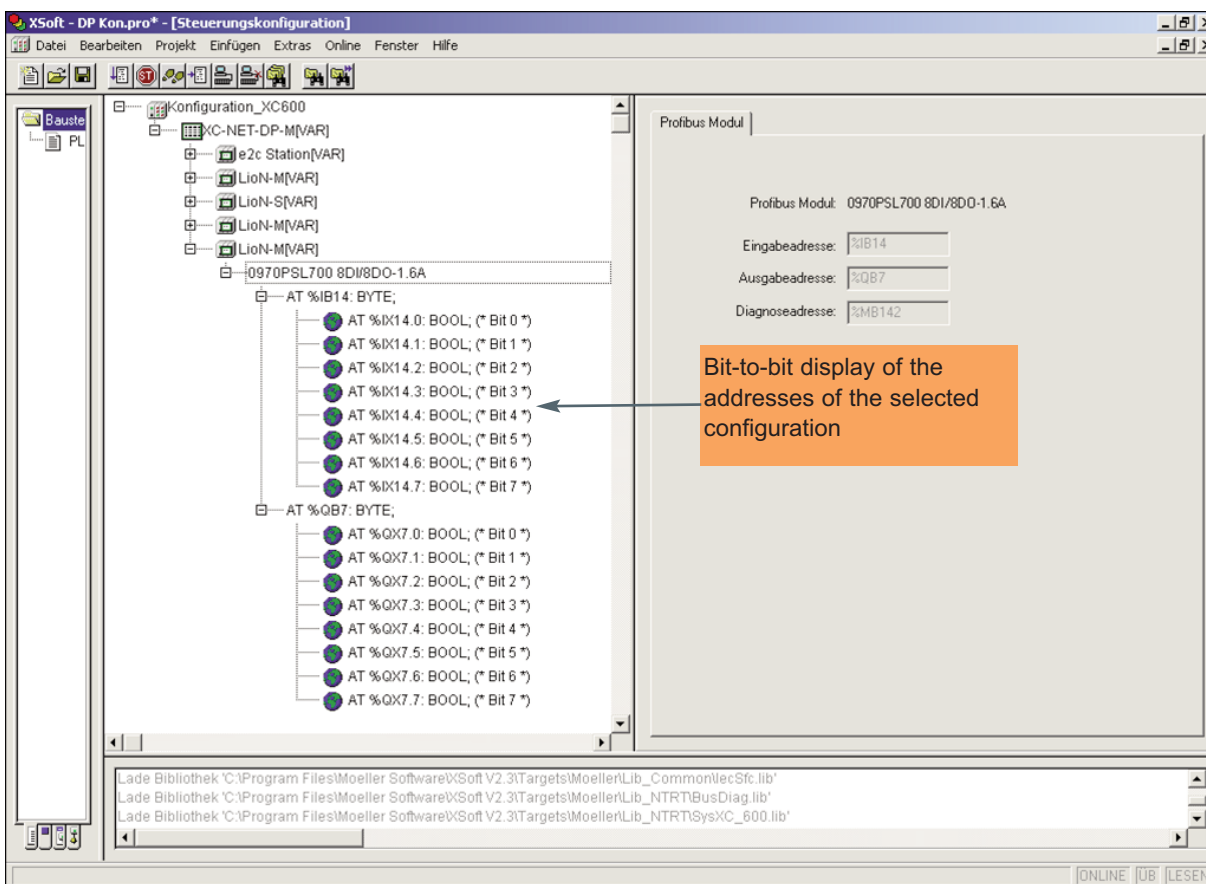 XSoft - DP Kon.pro* - [Steuerungskonfiguration]
Datei Bearbeiten Projekt Einfügen Extras Online Fenster Hilfe
Bauste
PL
Konfiguration_XC600
XC-NET-DP-M[VAR]
e2c Station[VAR]
LioN-M[VAR]
LioN-S[VAR]
LioN-M[VAR]
LioN-M[VAR]
0970PSL700 8DI/8DO-1.6A
AT %IB14: BYTE;
AT %IX14.0: BOOL; (* Bit 0 *)
AT %IX14.1: BOOL; (* Bit 1 *)
AT %IX14.2: BOOL; (* Bit 2 *)
AT %IX14.3: BOOL; (* Bit 3 *)
AT %IX14.4: BOOL; (* Bit 4 *)
AT %IX14.5: BOOL; (* Bit 5 *)
AT %IX14.6: BOOL; (* Bit 6 *)
AT %IX14.7: BOOL; (* Bit 7 *)
AT %QB7: BYTE;
AT %QX7.0: BOOL; (* Bit 0 *)
AT %QX7.1: BOOL; (* Bit 1 *)
AT %QX7.2: BOOL; (* Bit 2 *)
AT %QX7.3: BOOL; (* Bit 3 *)
AT %QX7.4: BOOL; (* Bit 4 *)
AT %QX7.5: BOOL; (* Bit 5 *)
AT %QX7.6: BOOL; (* Bit 6 *)
AT %QX7.7: BOOL; (* Bit 7 *)
Profibus Modul
Profibus Modul: 0970PSL700 8DI/8DO-1.6A
Eingabeadresse: %IB14
Ausgabeadresse: %QB7
Diagnoseadresse: %MB142
Bit-to-bit display of the
addresses of the selected
configuration
Lade Bibliothek 'C:\Program Files\Moeller Software\XSoft V2.3\Targets\Moeller\Lib_Common\IecSfc.lib'
Lade Bibliothek 'C:\Program Files\Moeller Software\XSoft V2.3\Targets\Moeller\Lib_NTRT\BusDiag.lib'
Lade Bibliothek 'C:\Program Files\Moeller Software\XSoft V2.3\Targets\Moeller\Lib_NTRT\SysXC_600.lib'
ONLINE ÜB LESEN